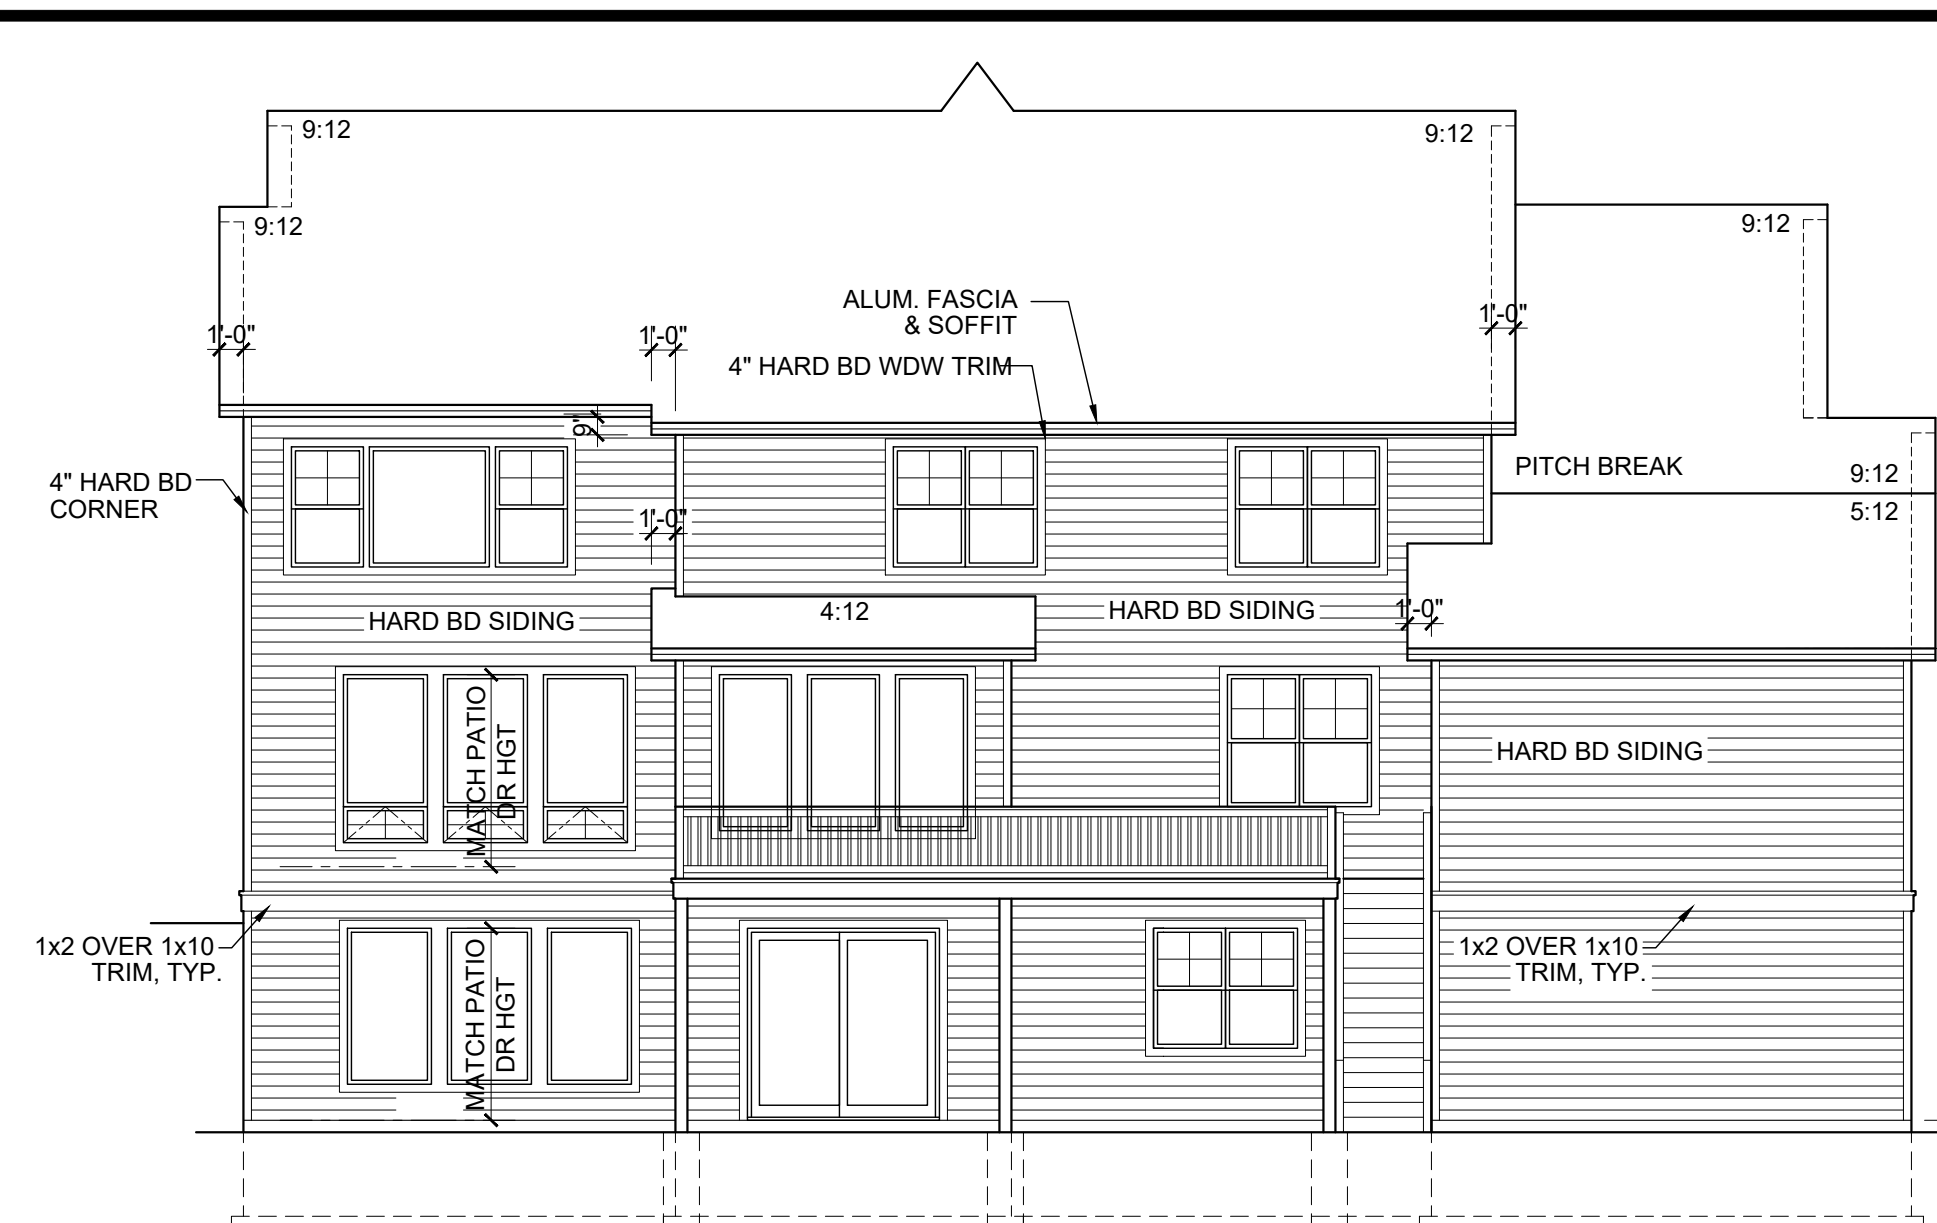 9:12
9:12
9:12
9:12
ALUM. FASCIA
& SOFFIT
1'-0"
1'-0"
1'-0"
4" HARD BD WDW TRIM
9"
PITCH BREAK
9:12
4" HARD BD
CORNER
5:12
1'-0"
4:12
HARD BD SIDING
HARD BD SIDING
1'-0"
MATCH PATIO
DR HGT
HARD BD SIDING
1x2 OVER 1x10
TRIM, TYP.
MATCH PATIO
DR HGT
1x2 OVER 1x10
TRIM, TYP.